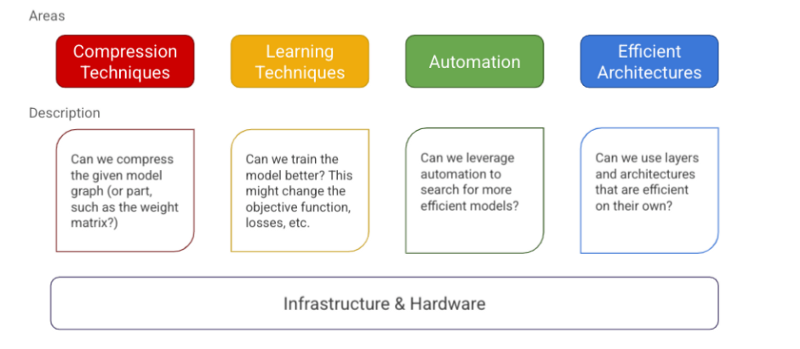 Areas
Compression
Techniques
Learning
Techniques
Automation
Efficient
Architectures
Description
Can we compress
the given model
graph (or part,
such as the weight
matrix?)
Can we train the
model better? This
might change the
objective function,
losses, etc.
Can we leverage
automation to
search for more
efficient models?
Can we use layers
and architectures
that are efficient
on their own?
Infrastructure & Hardware